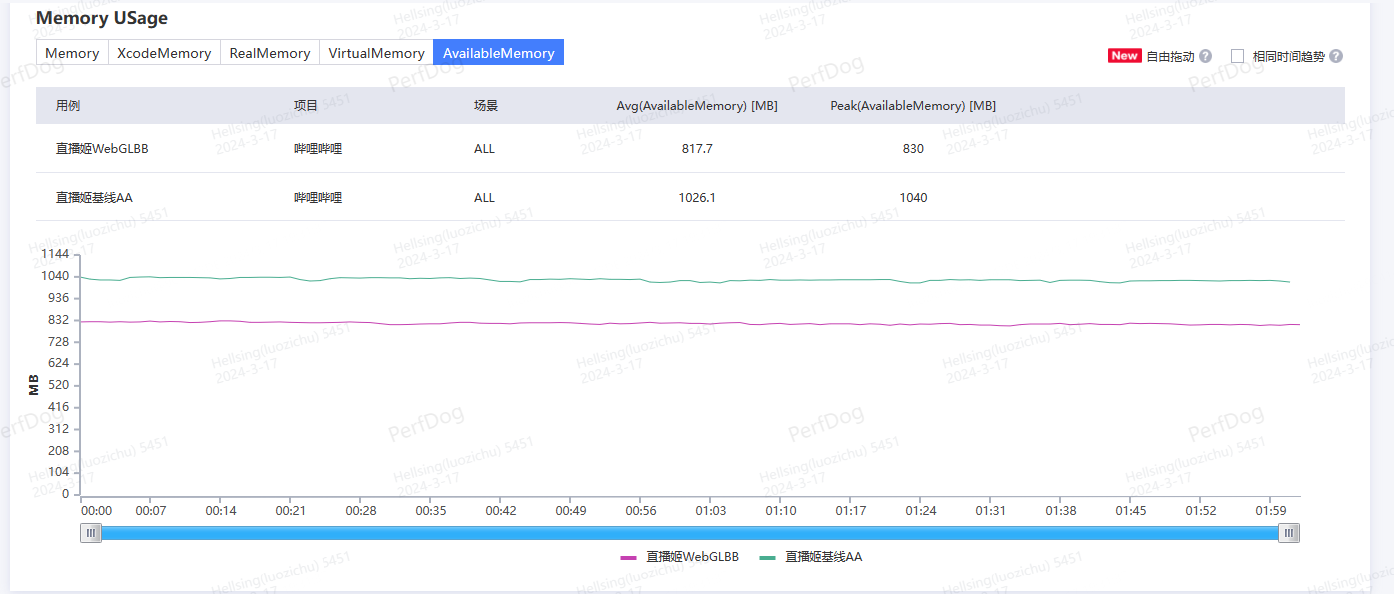 Memory USage
Memory XcodeMemory RealMemory VirtualMemory AvailableMemory
New 自由拖动 ? 相同时间趋势 ?
用例 项目 场景 Avg(AvailableMemory) [MB] Peak(AvailableMemory) [MB]
直播姬WebGLBB 哔哩哔哩 ALL 817.7 830
直播姬基线AA 哔哩哔哩 ALL 1026.1 1040
1144
1040
936
832
728
624
520
416
312
208
104
0
MB
00:00 00:07 00:14 00:21 00:28 00:35 00:42 00:49 00:56 01:03 01:10 01:17 01:24 01:31 01:38 01:45 01:52 01:59
直播姬WebGLBB 直播姬基线AA
PerfDog
Hellsing(luozichu) 5451
2024-3-17